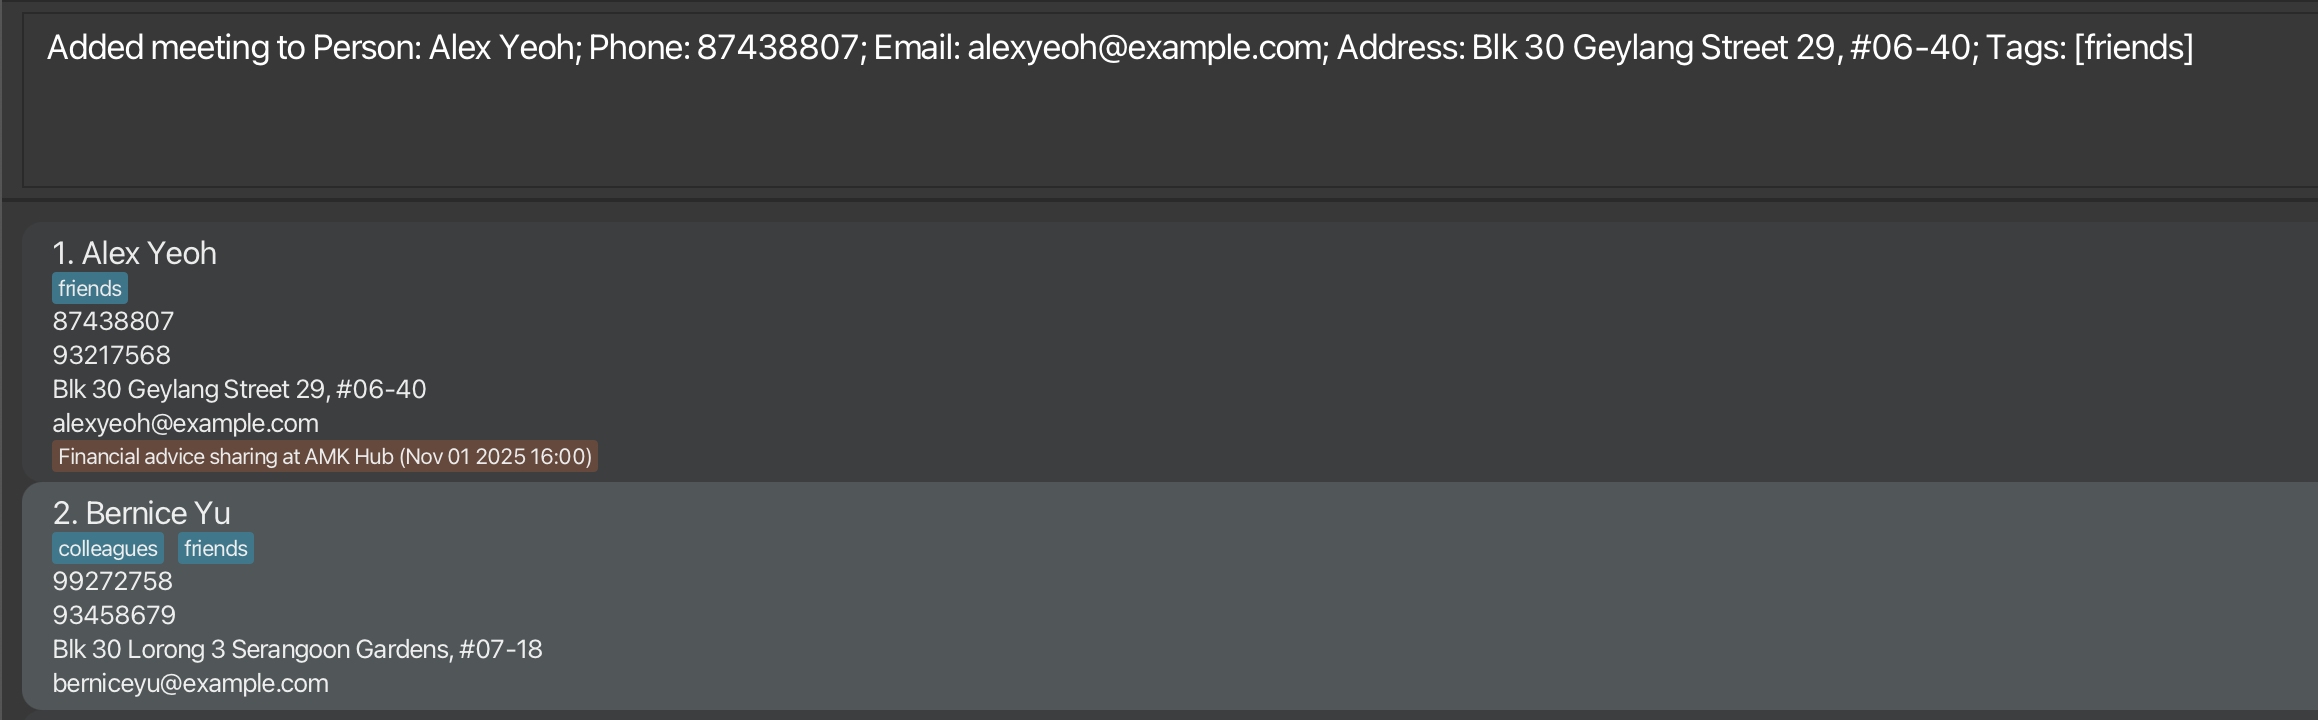 Added meeting to Person: Alex Yeoh; Phone: 87438807; Email: alexyeoh@example.com; Address: Blk 30 Geylang Street 29, #06-40; Tags: [friends]
1. Alex Yeoh
friends
87438807
93217568
Blk 30 Geylang Street 29, #06-40
alexyeoh@example.com
Financial advice sharing at AMK Hub (Nov 01 2025 16:00)
2. Bernice Yu
colleagues friends
99272758
93458679
Blk 30 Lorong 3 Serangoon Gardens, #07-18
berniceyu@example.com